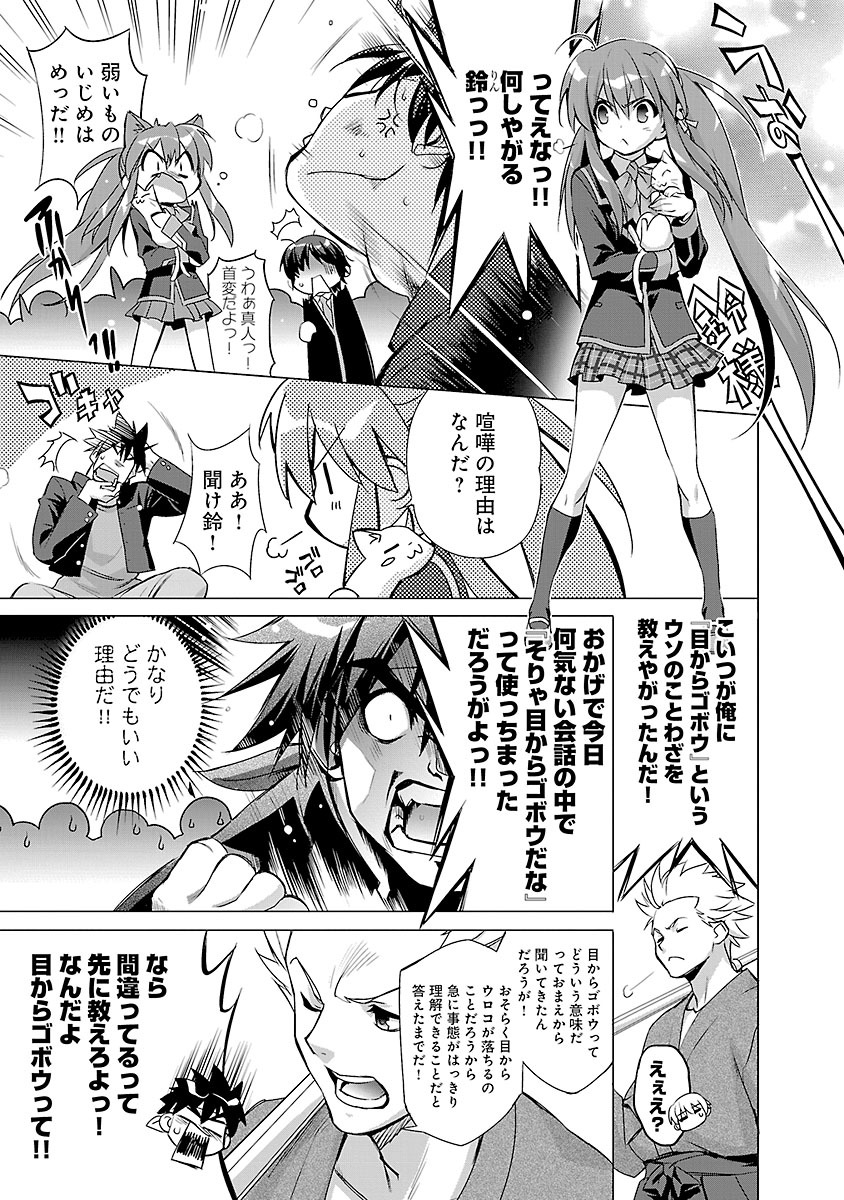 ってえなっ!!
何しゃがる
鈴っっ!!
りん
弱いもの
いじめは
めっだ!!
うわぁ真人っ!
首変だよっ!
喧嘩の理由は
なんだ?
ああ!
聞け鈴!
ゴキャ
デロ
デロ
こいつが俺に
『目からゴボウ』という
ウソのことわざを
教えやがったんだ!
おかげで今日
何気ない会話の中で
『そりゃ目からゴボウだな』
って使っちまった
だろうがよっ!!
かなり
どうでもいい
理由だ!!
えぇえ?
目からゴボウって
どういう意味だ
っておまえから
聞いてきたん
だろうが!
おそらく目から
ウロコが落ちるの
ことだろうから
急に事態がはっきり
理解できることだと
答えたまでだ!
なら
間違ってるって
先に教えろよっ!
なんだよ
目からゴボウって!!